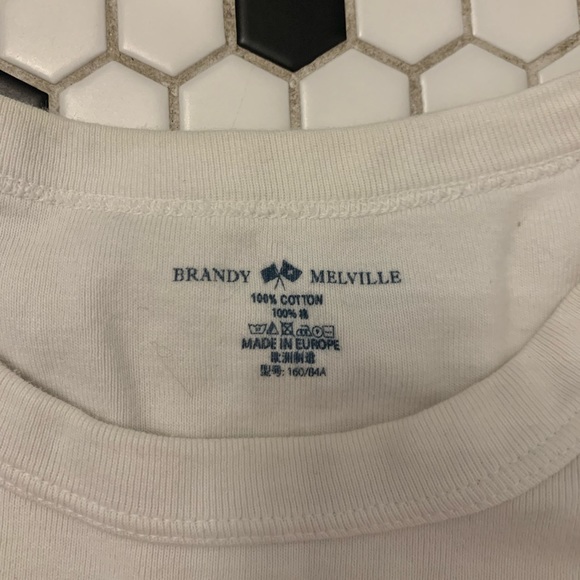 BRANDY MELVILLE
100% COTTON
100% 棉
MADE IN EUROPE
欧洲制造
型号: 160/84A